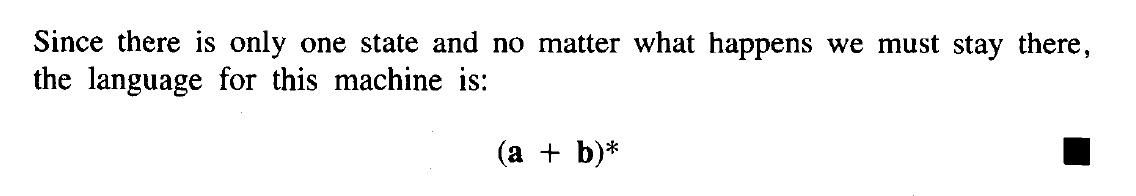 Since there is only one state and no matter what happens we must stay there,
the language for this machine is:
(a + b)* ■